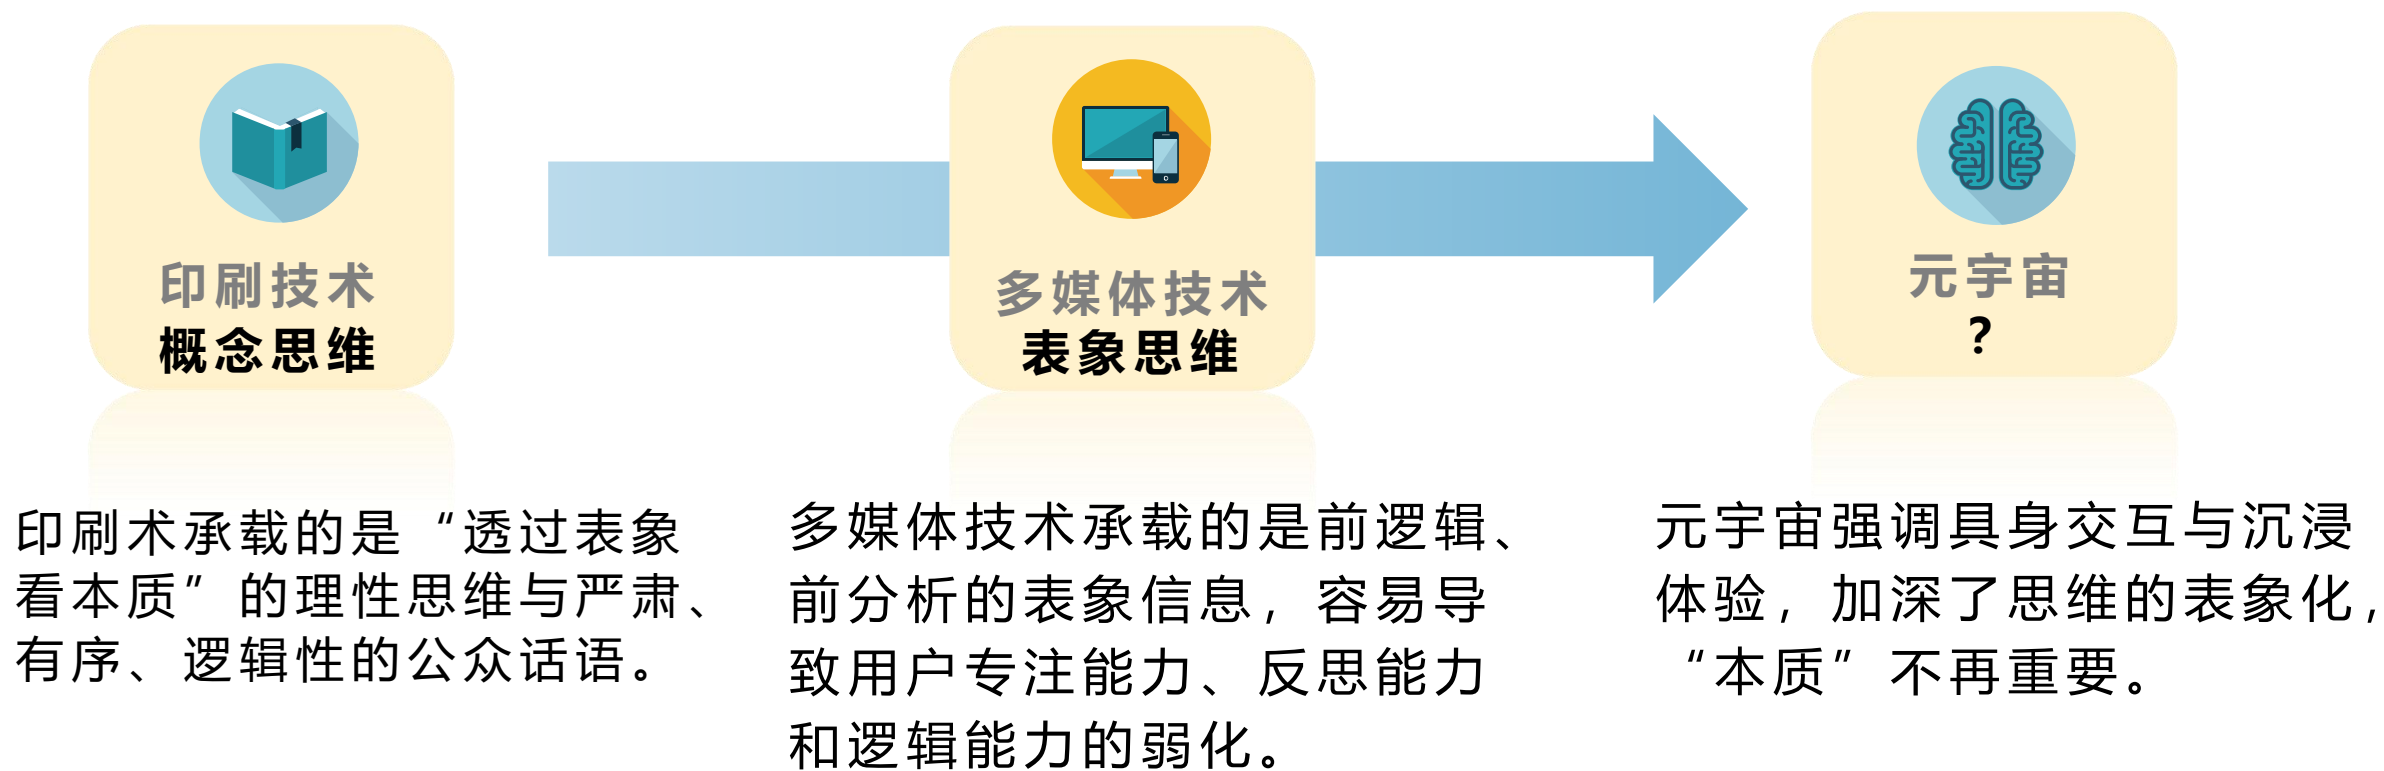 印刷技术
概念思维
多媒体技术
表象思维
元宇宙
？
印刷术承载的是“透过表象
看本质”的理性思维与严肃、
有序、逻辑性的公众话语。
多媒体技术承载的是前逻辑、
前分析的表象信息，容易导
致用户专注能力、反思能力
和逻辑能力的弱化。
元宇宙强调具身交互与沉浸
体验，加深了思维的表象化，
“本质”不再重要。